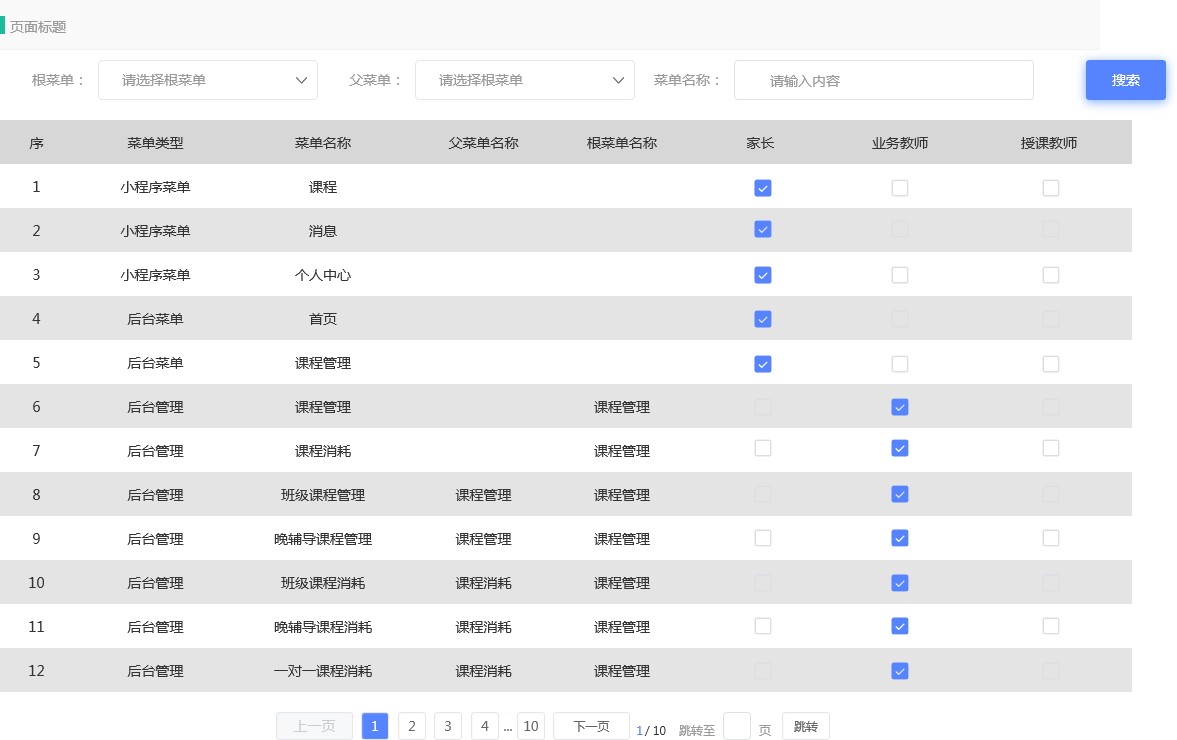 页面标题
根菜单： 请选择根菜单 父菜单： 请选择根菜单 菜单名称： 请输入内容 搜索
序 菜单类型 菜单名称 父菜单名称 根菜单名称 家长 业务教师 授课教师
1 小程序菜单 课程
2 小程序菜单 消息
3 小程序菜单 个人中心
4 后台菜单 首页
5 后台菜单 课程管理
6 后台管理 课程管理 课程管理
7 后台管理 课程消耗 课程管理
8 后台管理 班级课程管理 课程管理 课程管理
9 后台管理 晚辅导课程管理 课程管理 课程管理
10 后台管理 班级课程消耗 课程消耗 课程管理
11 后台管理 晚辅导课程消耗 课程消耗 课程管理
12 后台管理 一对一课程消耗 课程消耗 课程管理
上一页 1 2 3 4 ... 10 下一页 1/10 跳转至 页 跳转